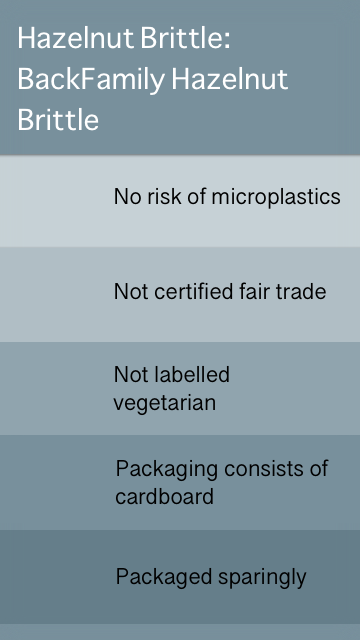 Hazelnut Brittle:
BackFamily Hazelnut
Brittle
No risk of microplastics
Not certified fair trade
Not labelled
vegetarian
Packaging consists of
cardboard
Packaged sparingly